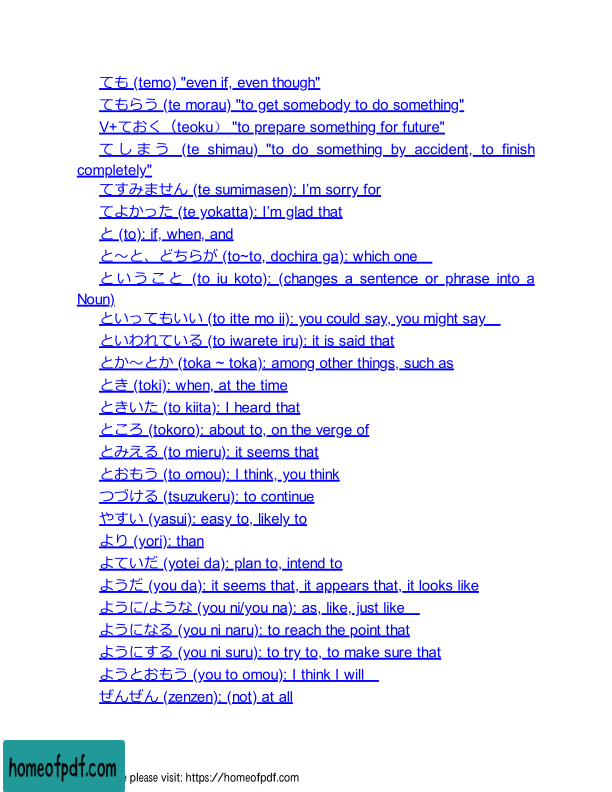 ても (temo) "even if, even though"
てもらう (te morau) "to get somebody to do something"
V+ておく（teoku） "to prepare something for future"
てしまう (te shimau) "to do something by accident, to finish
completely"
てすみません (te sumimasen): I'm sorry for
てよかった (te yokatta): I'm glad that
と (to): if, when, and
と～と、どちらが (to~to, dochira ga): which one
ということ (to iu koto): (changes a sentence or phrase into a
Noun)
といってもいい (to itte mo ii): you could say, you might say
といわれている (to iwarete iru): it is said that
とか～とか (toka ~ toka): among other things, such as
とき (toki): when, at the time
ときいた (to kiita): I heard that
ところ (tokoro): about to, on the verge of
とみえる (to mieru): it seems that
とおもう (to omou): I think, you think
つづける (tsuzukeru): to continue
やすい (yasui): easy to, likely to
より (yori): than
よていだ (yotei da): plan to, intend to
ようだ (you da): it seems that, it appears that, it looks like
ように/ような (you ni/you na): as, like, just like
ようになる (you ni naru): to reach the point that
ようにする (you ni suru): to try to, to make sure that
ようとおもう (you to omou): I think I will
ぜんぜん (zenzen): (not) at all
homeofpdf.com
e please visit: https://homeofpdf.com